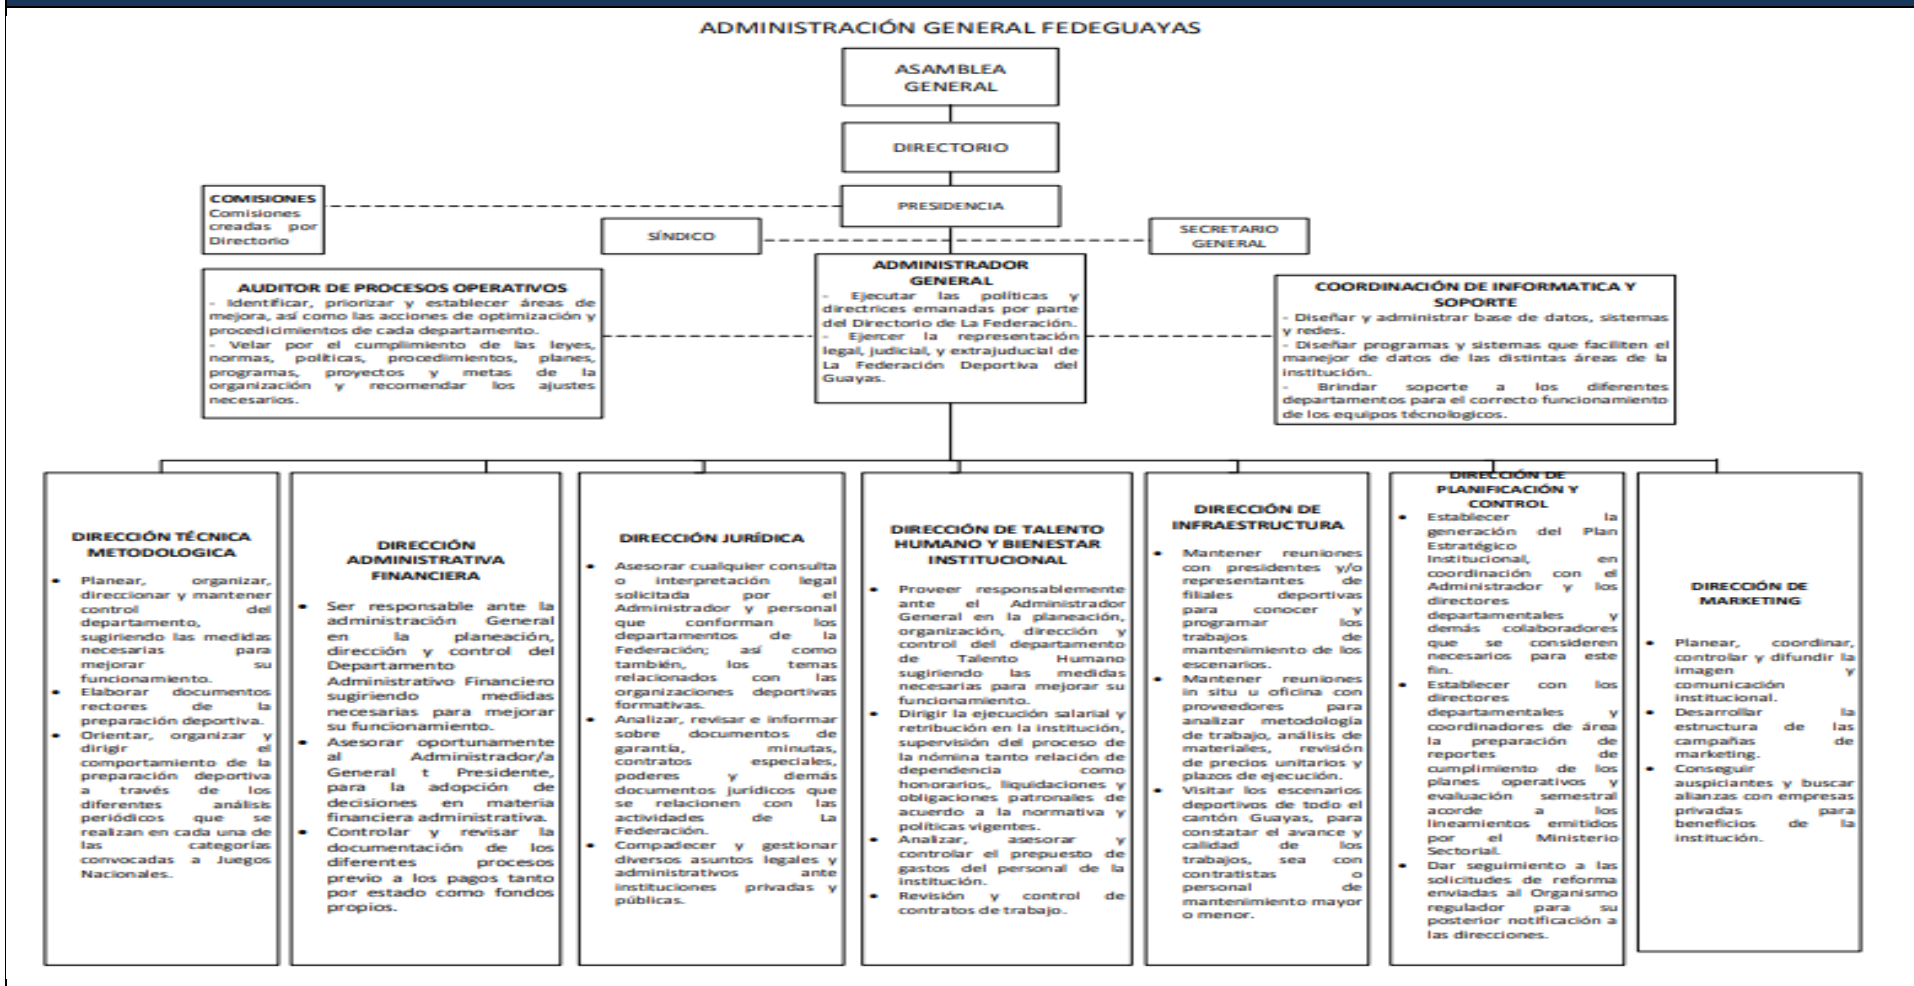 ADMINISTRACIÓN GENERAL FEDEGUAYAS
ASAMBLEA
GENERAL
DIRECTORIO
PRESIDENCIA
COMISIONES
Comisiones
creadas por
Directorio
SÍNDICO
SECRETARIO
GENERAL
AUDITOR DE PROCESOS OPERATIVOS
- Identificar, priorizar y establecer áreas de
mejora, así como las acciones de optimización y
procedicimientos de cada departamento.
- Velar por el cumplimiento de las leyes,
normas, políticas, procedimientos, planes,
programas, proyectos y metas de la
organización y recomendar los ajustes
necesarios.
ADMINISTRADOR
GENERAL
- Ejecutar las políticas y
directrices emanadas por parte
del Directorio de La Federación.
- Ejercer la representación
legal, judicial, y extrajuducial de
La Federación Deportiva del
Guayas.
COORDINACIÓN DE INFORMATICA Y
SOPORTE
- Diseñar y administrar base de datos, sistemas
y redes.
- Diseñar programas y sistemas que faciliten el
manejor de datos de las distintas áreas de la
institución.
- Brindar soporte a los diferentes
departamentos para el correcto funcionamiento
de los equipos técnologicos.
DIRECCIÓN TÉCNICA
METODOLOGICA
• Planear, organizar,
direccionar y mantener
control del
departamento,
sugiriendo las medidas
necesarias para
mejorar su
funcionamiento.
• Elaborar documentos
rectores de la
preparación deportiva.
• Orientar, organizar y
dirigir el
comportamiento de la
preparación deportiva
a través de los
diferentes análisis
periódicos que se
realizan en cada una de
las categorías
convocadas a Juegos
Nacionales.
DIRECCIÓN
ADMINISTRATIVA
FINANCIERA
• Ser responsable ante la
administración General
en la planeación,
dirección y control del
Departamento
Administrativo Financiero
sugiriendo medidas
necesarias para mejorar
su funcionamiento.
• Asesorar oportunamente
al Administrador/a
General t Presidente,
para la adopción de
decisiones en materia
financiera administrativa.
• Controlar y revisar la
documentación de los
diferentes procesos
previo a los pagos tanto
por estado como fondos
propios.
DIRECCIÓN JURÍDICA
• Asesorar cualquier consulta
o interpretación legal
solicitada por el
Administrador y personal
que conforman los
departamentos de la
Federación; así como
también, los temas
relacionados con las
organizaciones deportivas
formativas.
• Analizar, revisar e informar
sobre documentos de
garantía, minutas,
contratos especiales,
poderes y demás
documentos jurídicos que
se relacionen con las
actividades de La
Federación.
• Compadecer y gestionar
diversos asuntos legales y
administrativos ante
instituciones privadas y
públicas.
DIRECCIÓN DE TALENTO
HUMANO Y BIENESTAR
INSTITUCIONAL
• Proveer responsablemente
ante el Administrador
General en la planeación,
organización, dirección y
control del departamento
de Talento Humano
sugiriendo las medidas
necesarias para mejorar su
funcionamiento.
• Dirigir la ejecución salarial y
retribución en la institución,
supervisión del proceso de
la nómina tanto relación de
dependencia como
honorarios, liquidaciones y
obligaciones patronales de
acuerdo a la normativa y
políticas vigentes.
• Analizar, asesorar y
controlar el prepuesto de
gastos del personal de la
institución.
• Revisión y control de
contratos de trabajo.
DIRECCIÓN DE
INFRAESTRUCTURA
• Mantener reuniones
con presidentes y/o
representantes de
filiales deportivas
para conocer y
programar los
trabajos de
mantenimiento de los
escenarios.
• Mantener reuniones
in situ u oficina con
proveedores para
analizar metodología
de trabajo, análisis de
materiales, revisión
de precios unitarios y
plazos de ejecución.
• Visitar los escenarios
deportivos de todo el
cantón Guayas, para
constatar el avance y
calidad de los
trabajos, sea con
contratistas o
personal de
mantenimiento mayor
o menor.
DIRECCIÓN DE
PLANIFICACIÓN Y
CONTROL
• Establecer la
generación del Plan
Estratégico
Institucional, en
coordinación con el
Administrador y los
directores
departamentales y
demás colaboradores
que se consideren
necesarios para este
fin.
• Establecer con los
directores
departamentales y
coordinadores de área
la preparación de
reportes de
cumplimiento de los
planes operativos y
evaluación semestral
acorde a los
lineamientos emitidos
por el Ministerio
Sectorial.
• Dar seguimiento a las
solicitudes de reforma
enviadas al Organismo
regulador para su
posterior notificación a
las direcciones.
DIRECCIÓN DE
MARKETING
• Planear, coordinar,
controlar y difundir la
imagen y
comunicación
institucional.
• Desarrollar la
estructura de las
campañas de
marketing.
• Conseguir
auspiciantes y buscar
alianzas con empresas
privadas para
beneficios de la
institución.